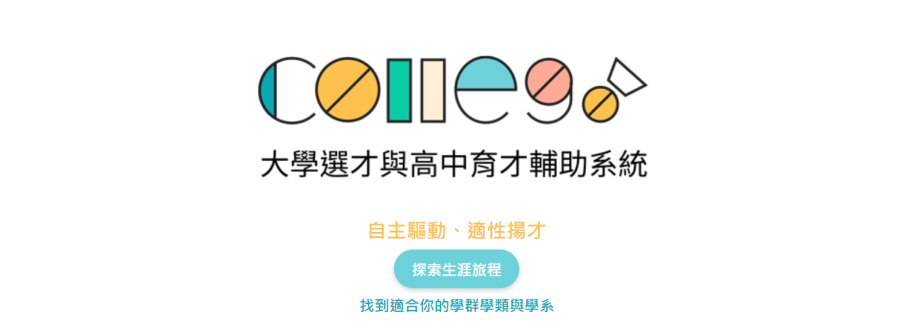 Collego!
大學選才與高中育才輔助系統
自主驅動、適性揚才
探索生涯旅程
找到適合你的學群學類與學系